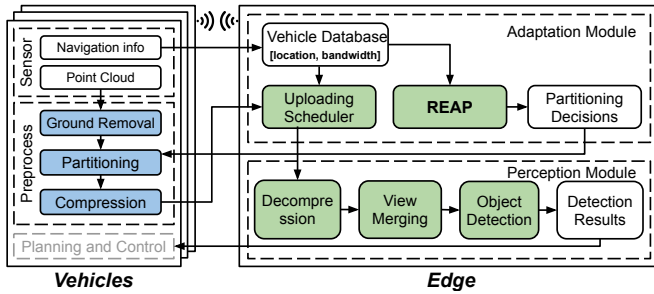 Sensor
Navigation info
Point Cloud
Preprocess
Ground Removal
Partitioning
Compression
Planning and Control
Vehicles
Vehicle Database
[location, bandwidth]
Adaptation Module
Uploading
Scheduler
REAP
Partitioning
Decisions
Perception Module
Decompre
ssion
View
Merging
Object
Detection
Detection
Results
Edge